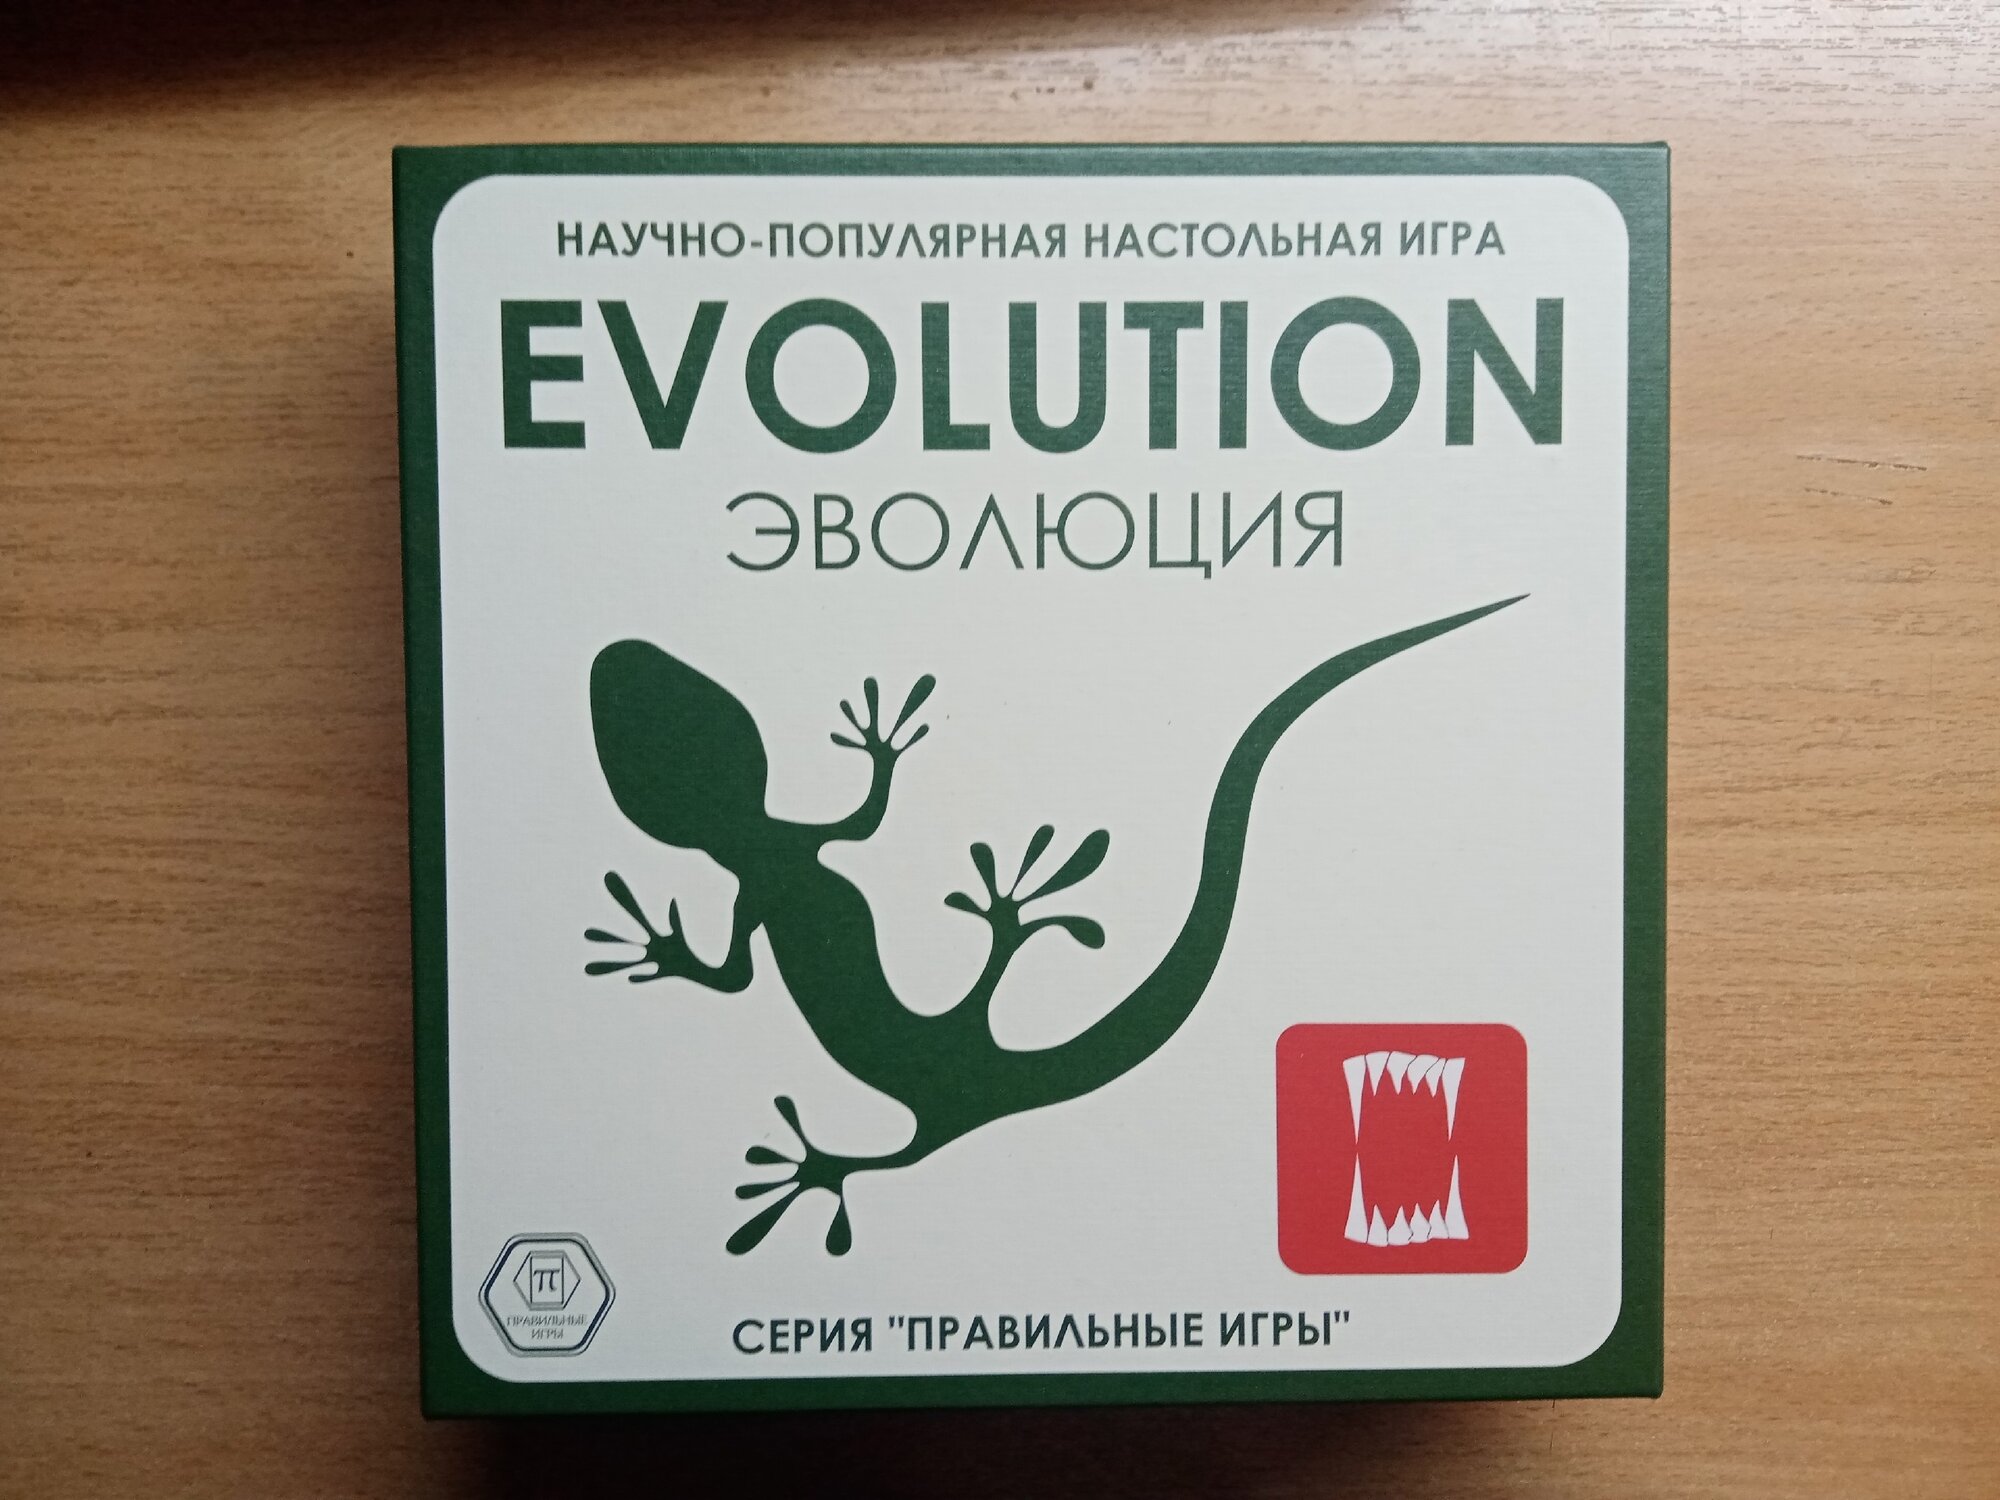 НАУЧНО-ПОПУЛЯРНАЯ НАСТОЛЬНАЯ ИГРА
EVOLUTION
ЭВОЛЮЦИЯ
π
ПРАВИЛЬНЫЕ
ИГРЫ
СЕРИЯ "ПРАВИЛЬНЫЕ ИГРЫ"